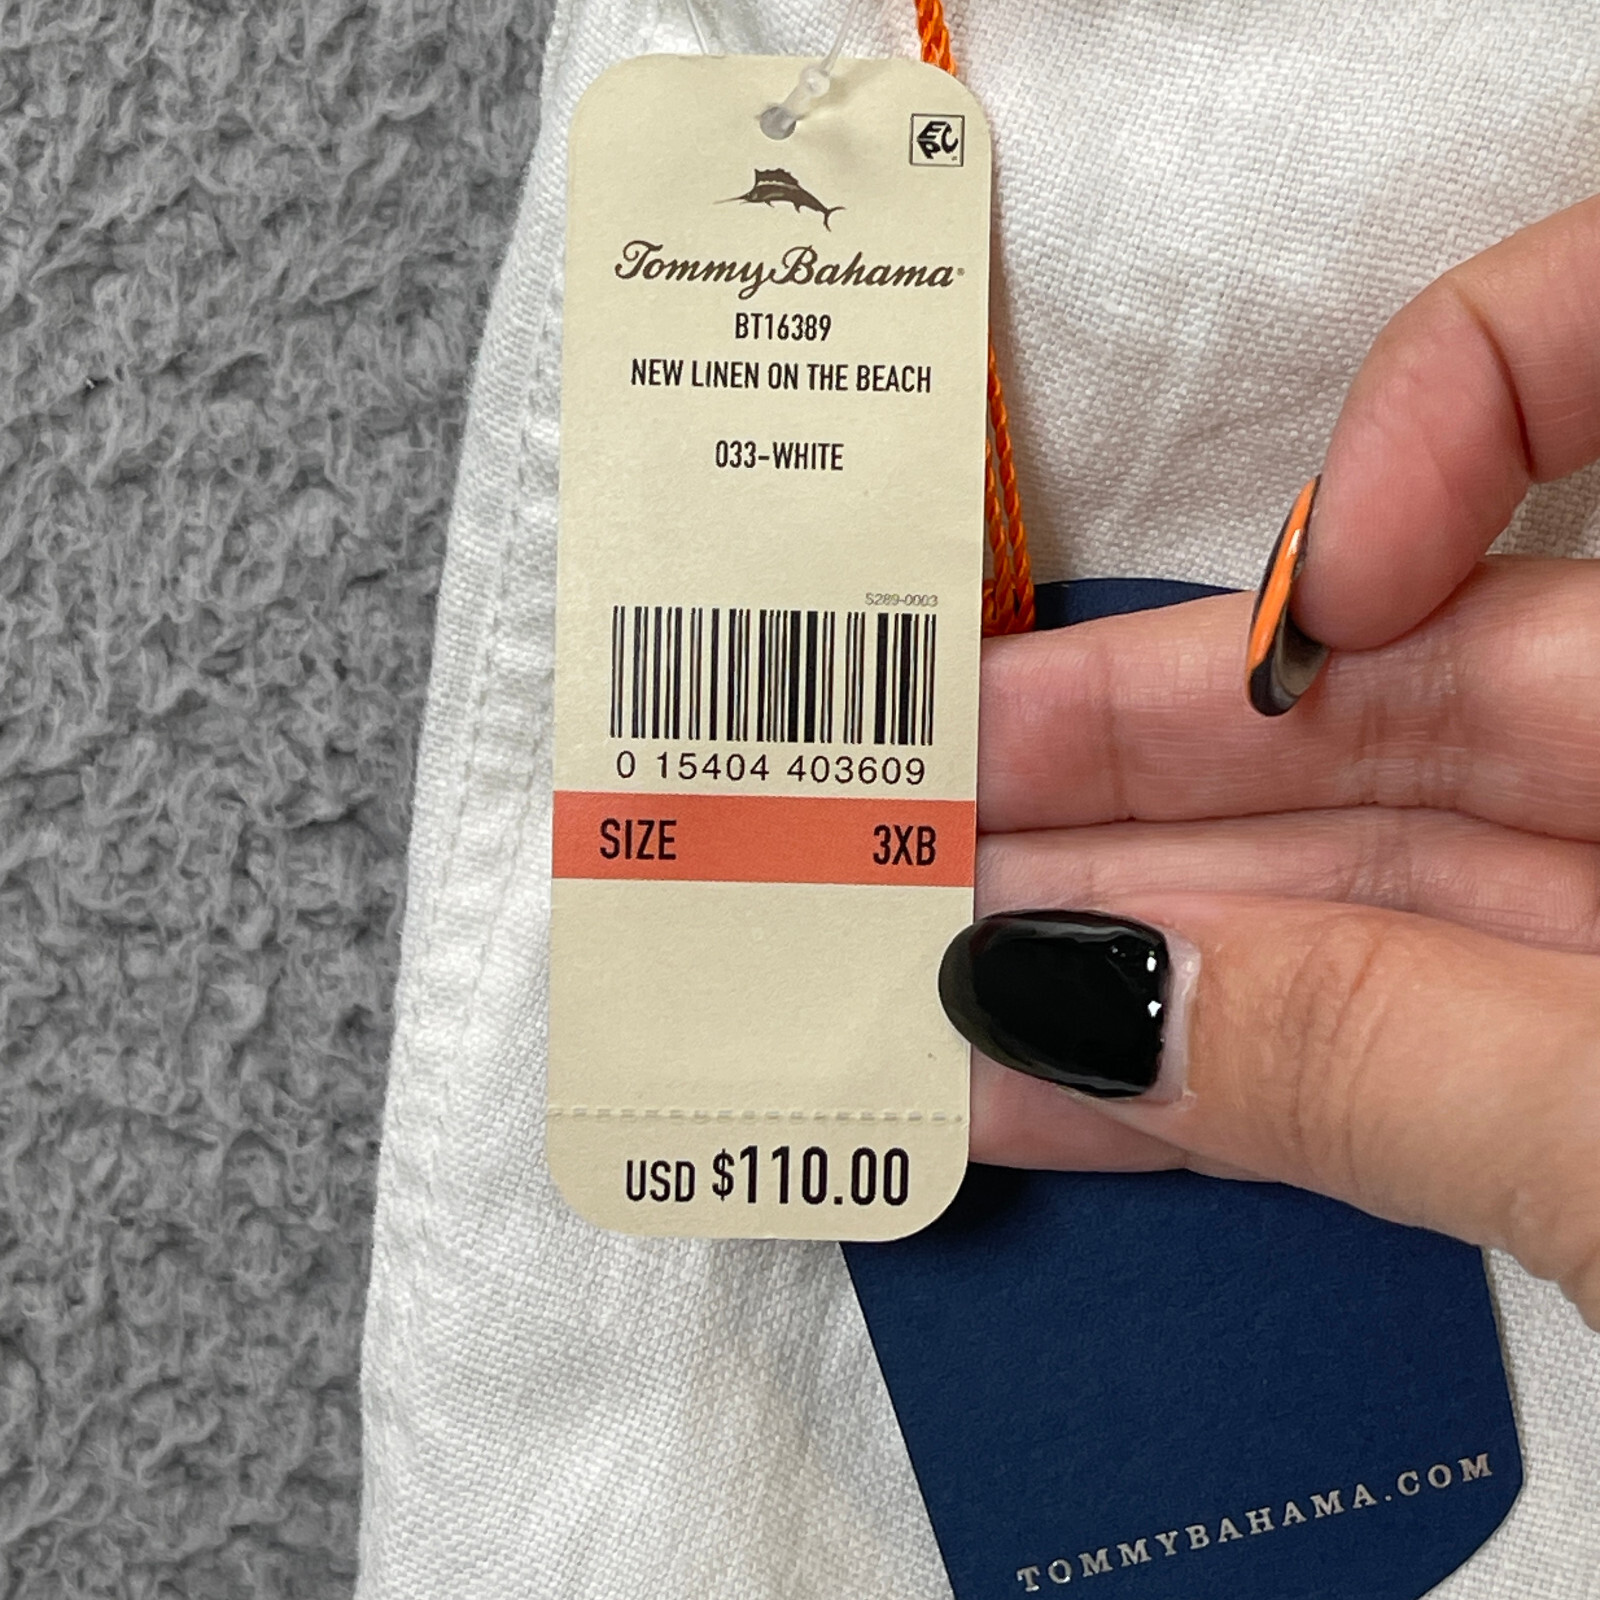 EPC
Tommy Bahama®
BT16389
NEW LINEN ON THE BEACH
033-WHITE
S289-0003
0 15404 403609
SIZE 3XB
USD $110.00
TOMMYBAHAMA.COM